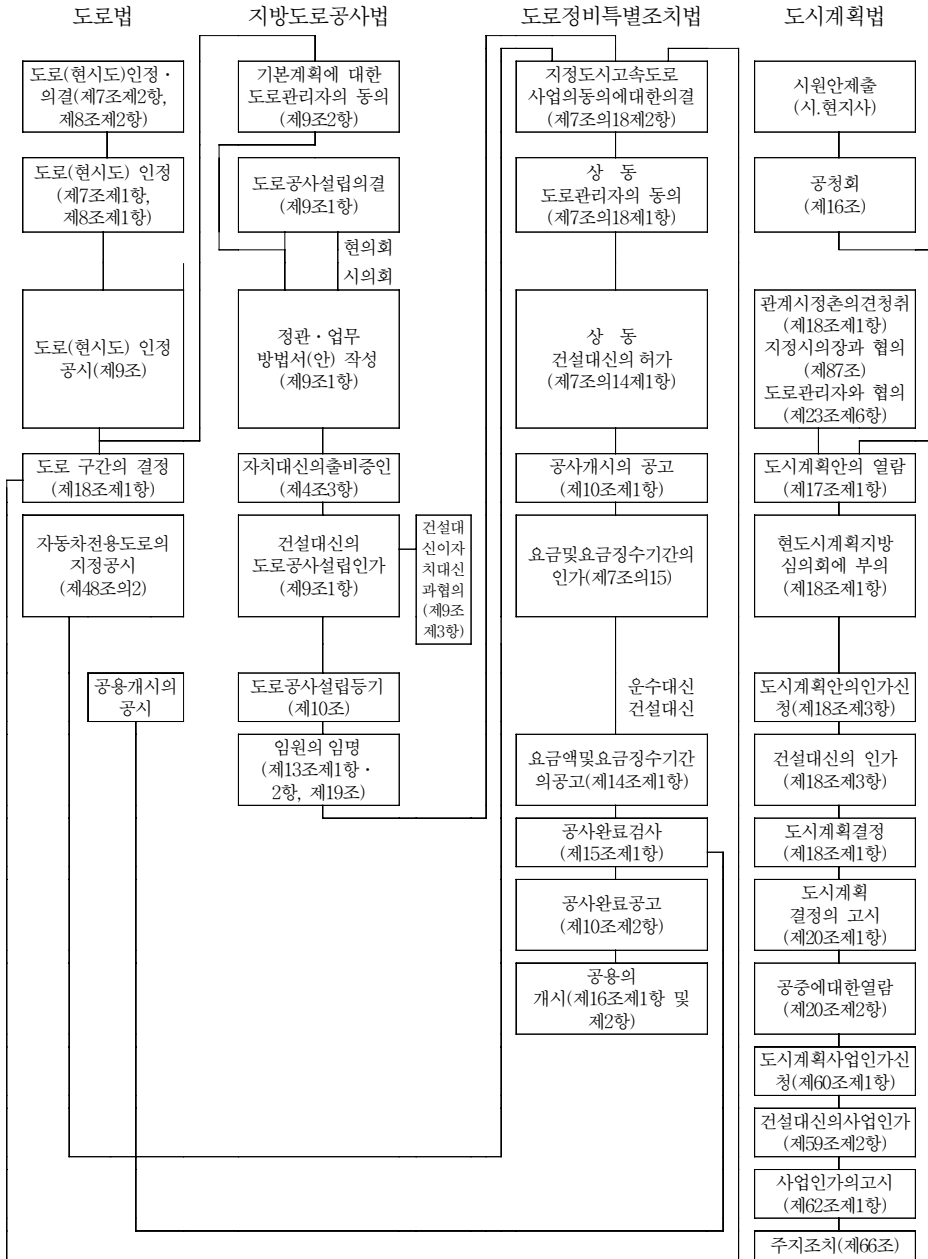 도로법
도로(현시도)인정·
의결(제7조제2항,
제8조제2항)
도로(현시도) 인정
(제7조제1항,
제8조제1항)
도로(현시도) 인정
공시(제9조)
도로 구간의 결정
(제18조제1항)
자동차전용도로의
지정공시
(제48조의2)
공용개시의
공시
지방도로공사법
기본계획에 대한
도로관리자의 동의
(제9조2항)
도로공사설립의결
(제9조1항)
현의회
시의회
정관·업무
방법서(안) 작성
(제9조1항)
자치대신의출비증인
(제4조3항)
건설대신의
도로공사설립인가
(제9조1항)
건설대
신이자
치대신
과협의
(제9조
제3항)
도로공사설립등기
(제10조)
임원의 임명
(제13조제1항·
2항, 제19조)
도로정비특별조치법
지정도시고속도로
사업의동의에대한의결
(제7조의18제2항)
상 동
도로관리자의 동의
(제7조의18제1항)
상 동
건설대신의 허가
(제7조의14제1항)
공사개시의 공고
(제10조제1항)
요금및요금징수기간의
인가(제7조의15)
운수대신
건설대신
요금액및요금징수기간
의공고(제14조제1항)
공사완료검사
(제15조제1항)
공사완료공고
(제10조제2항)
공용의
개시(제16조제1항 및
제2항)
도시계획법
시원안제출
(시.현지사)
공청회
(제16조)
관계시정촌의견청취
(제18조제1항)
지정시의장과 협의
(제87조)
도로관리자와 협의
(제23조제6항)
도시계획안의 열람
(제17조제1항)
현도시계획지방
심의회에 부의
(제18조제1항)
도시계획안의인가신
청(제18조제3항)
건설대신의 인가
(제18조제3항)
도시계획결정
(제18조제1항)
도시계획
결정의 고시
(제20조제1항)
공중에대한열람
(제20조제2항)
도시계획사업인가신
청(제60조제1항)
건설대신의사업인가
(제59조제2항)
사업인가의고시
(제62조제1항)
주지조치(제66조)